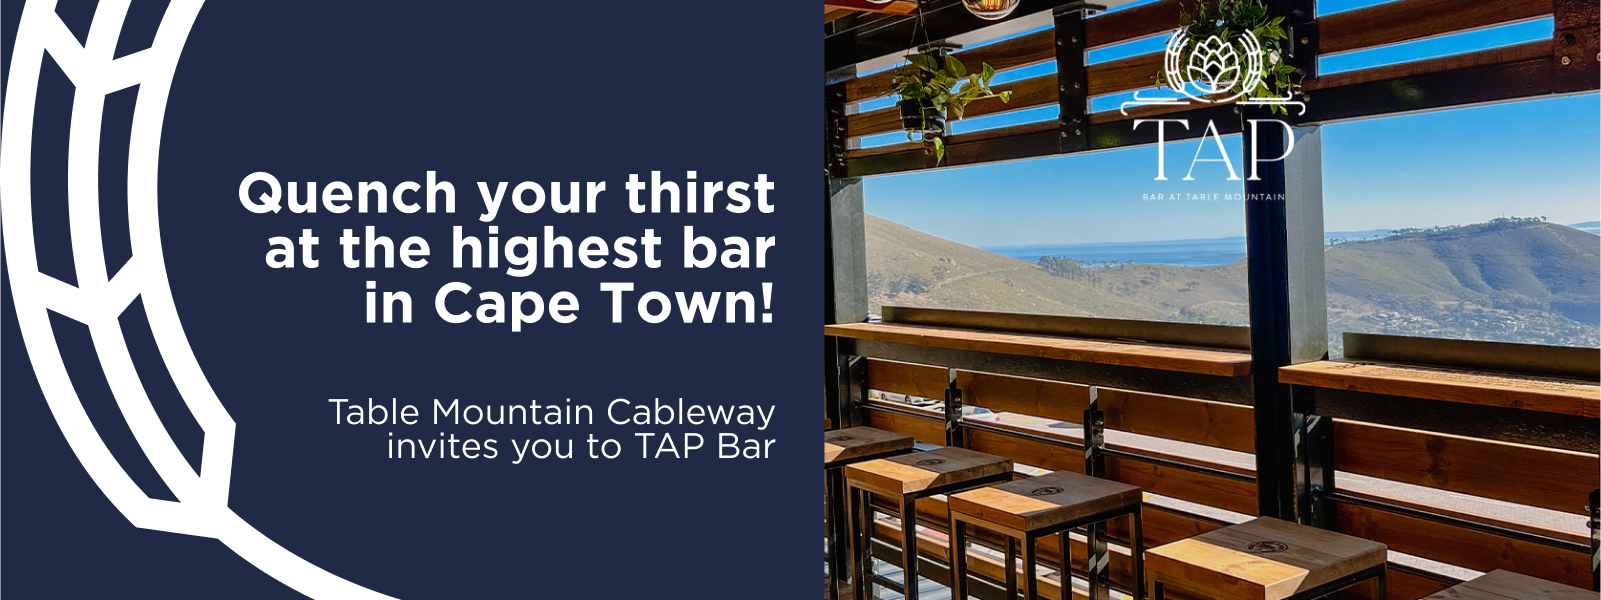 Quench your thirst
at the highest bar
in Cape Town!
Table Mountain Cableway
invites you to TAP Bar
TAP
BAR AT TABLE MOUNTAIN